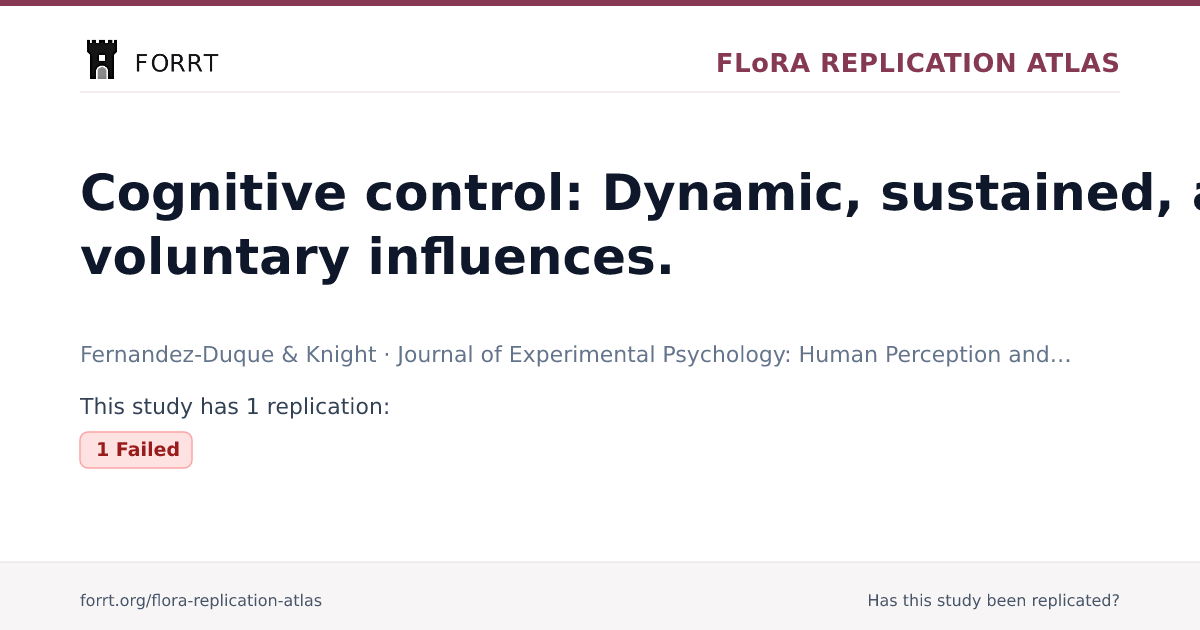 FORRT
FLoRA REPLICATION ATLAS
Cognitive control: Dynamic, sustained,
voluntary influences.
Fernandez-Duque & Knight · Journal of Experimental Psychology: Human Perception and…
This study has 1 replication:
1 Failed
forrt.org/flora-replication-atlas
Has this study been replicated?